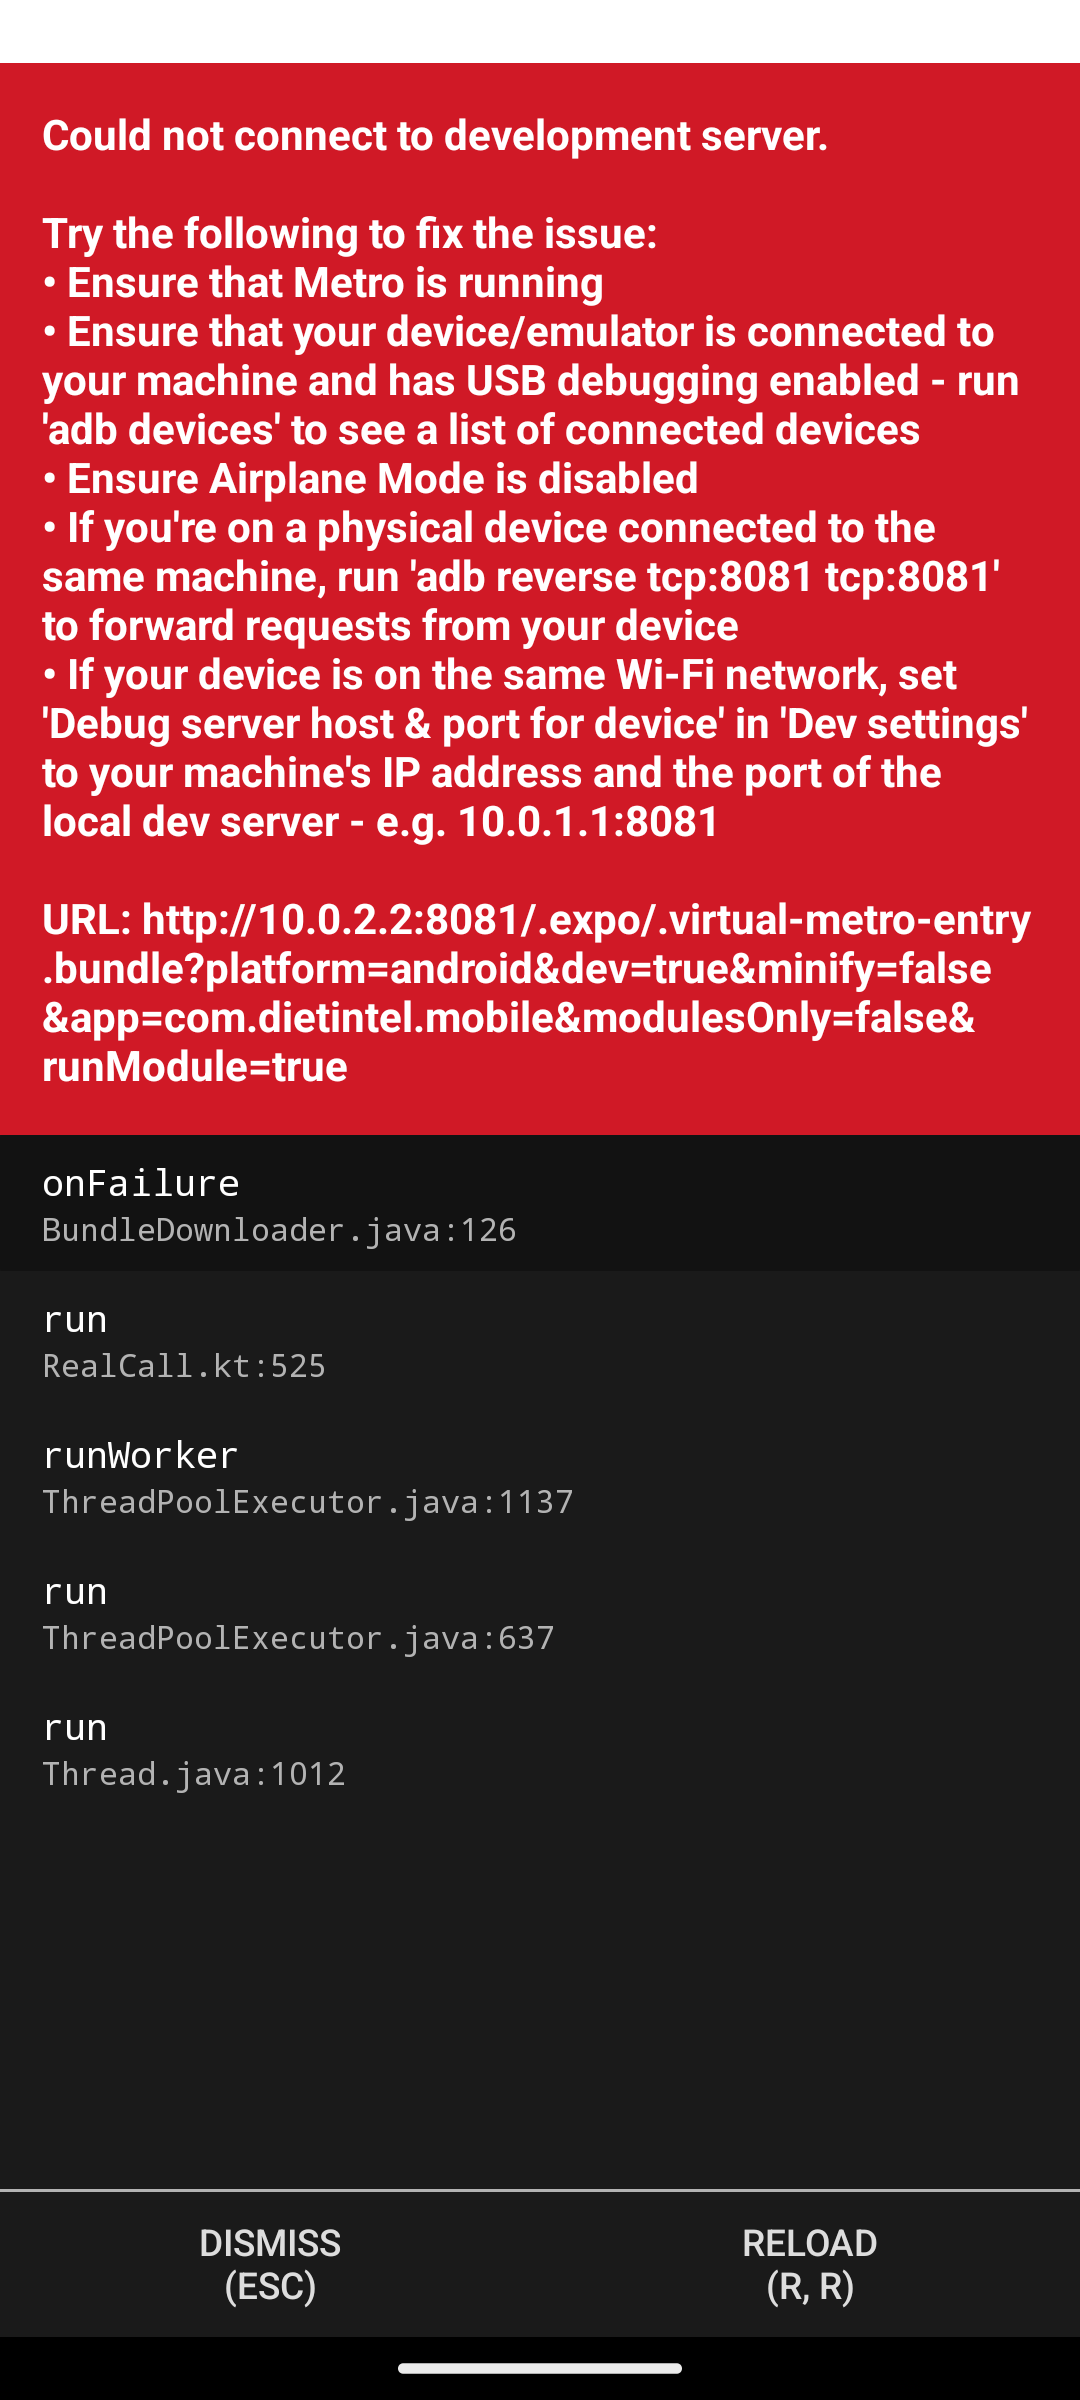 Could not connect to development server.
Try the following to fix the issue:
• Ensure that Metro is running
• Ensure that your device/emulator is connected to
your machine and has USB debugging enabled - run
'adb devices' to see a list of connected devices
• Ensure Airplane Mode is disabled
• If you're on a physical device connected to the
same machine, run 'adb reverse tcp:8081 tcp:8081'
to forward requests from your device
• If your device is on the same Wi-Fi network, set
'Debug server host & port for device' in 'Dev settings'
to your machine's IP address and the port of the
local dev server - e.g. 10.0.1.1:8081
URL: http://10.0.2.2:8081/.expo/.virtual-metro-entry
.bundle?platform=android&dev=true&minify=false
&app=com.dietintel.mobile&modulesOnly=false&
runModule=true
onFailure
BundleDownloader.java:126
run
RealCall.kt:525
runWorker
ThreadPoolExecutor.java:1137
run
ThreadPoolExecutor.java:637
run
Thread.java:1012
DISMISS
(ESC)
RELOAD
(R, R)